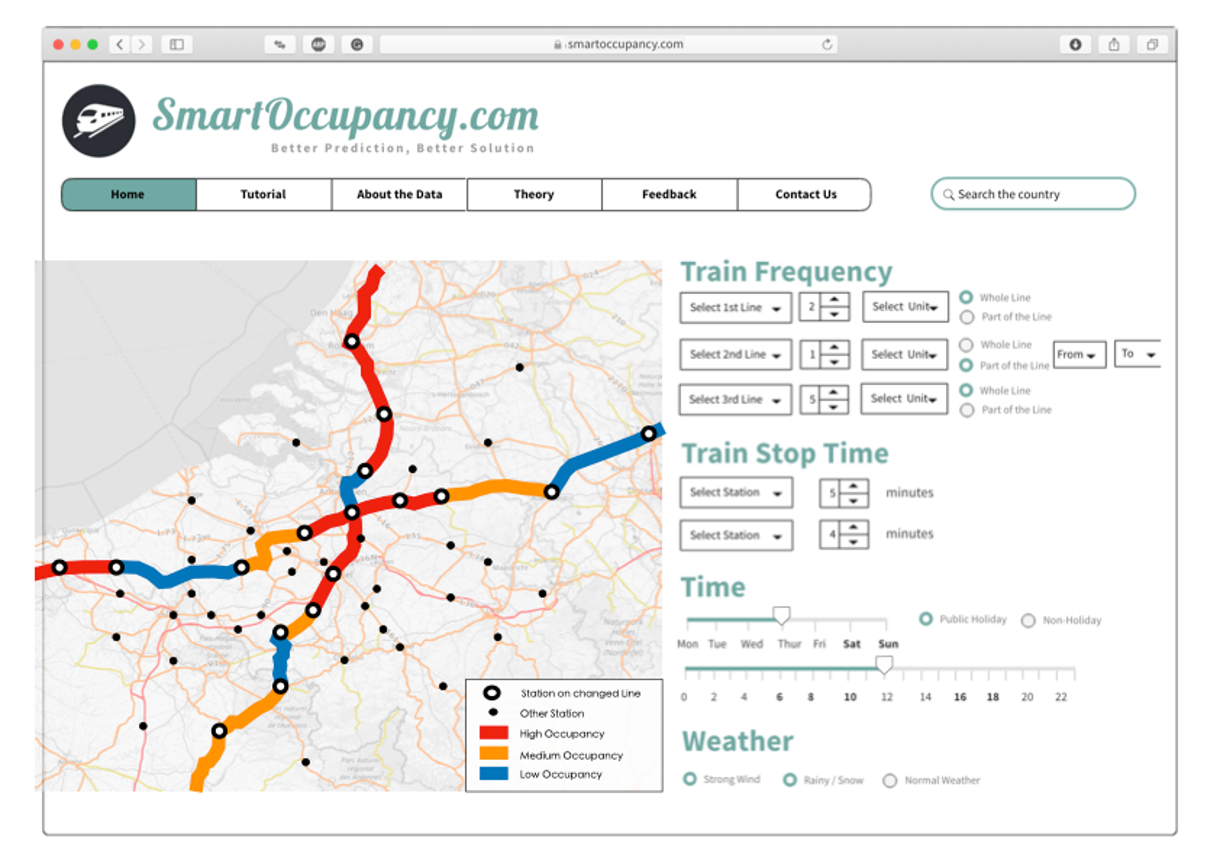 smartoccupancy.com
ABP
SmartOccupancy.com
Better Prediction, Better Solution
Home Tutorial About the Data Theory Feedback Contact Us
Search the country
Train Frequency
Select 1st Line 2 Select Unit Whole Line
Part of the Line
Select 2nd Line 1 Select Unit Whole Line
Part of the Line From To
Select 3rd Line 5 Select Unit Whole Line
Part of the Line
Train Stop Time
Select Station 5 minutes
Select Station 4 minutes
Time
Public Holiday Non-Holiday
Mon Tue Wed Thur Fri Sat Sun
0 2 4 6 8 10 12 14 16 18 20 22
Weather
Strong Wind Rainy / Snow Normal Weather
Den Haag
Station on changed Line
Other Station
High Occupancy
Medium Occupancy
Low Occupancy